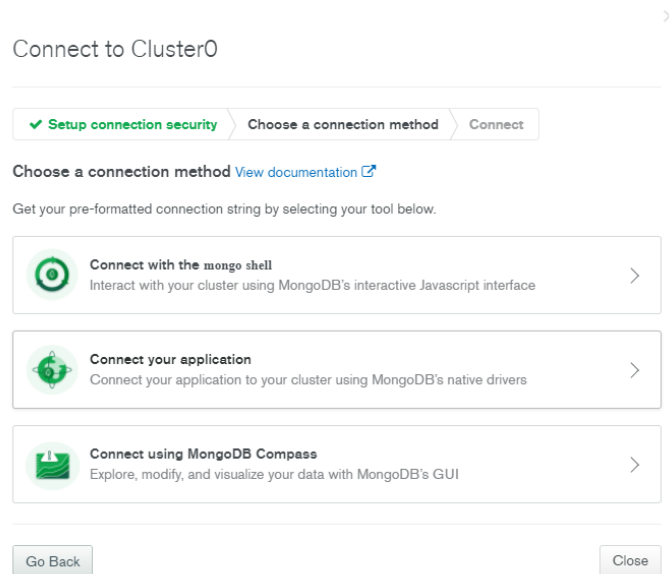 Connect to Cluster0
Setup connection security
Choose a connection method
Connect
Choose a connection method View documentation
Get your pre-formatted connection string by selecting your tool below.
Connect with the mongo shell
Interact with your cluster using MongoDB's interactive Javascript interface
Connect your application
Connect your application to your cluster using MongoDB's native drivers
Connect using MongoDB Compass
Explore, modify, and visualize your data with MongoDB's GUI
Go Back
Close